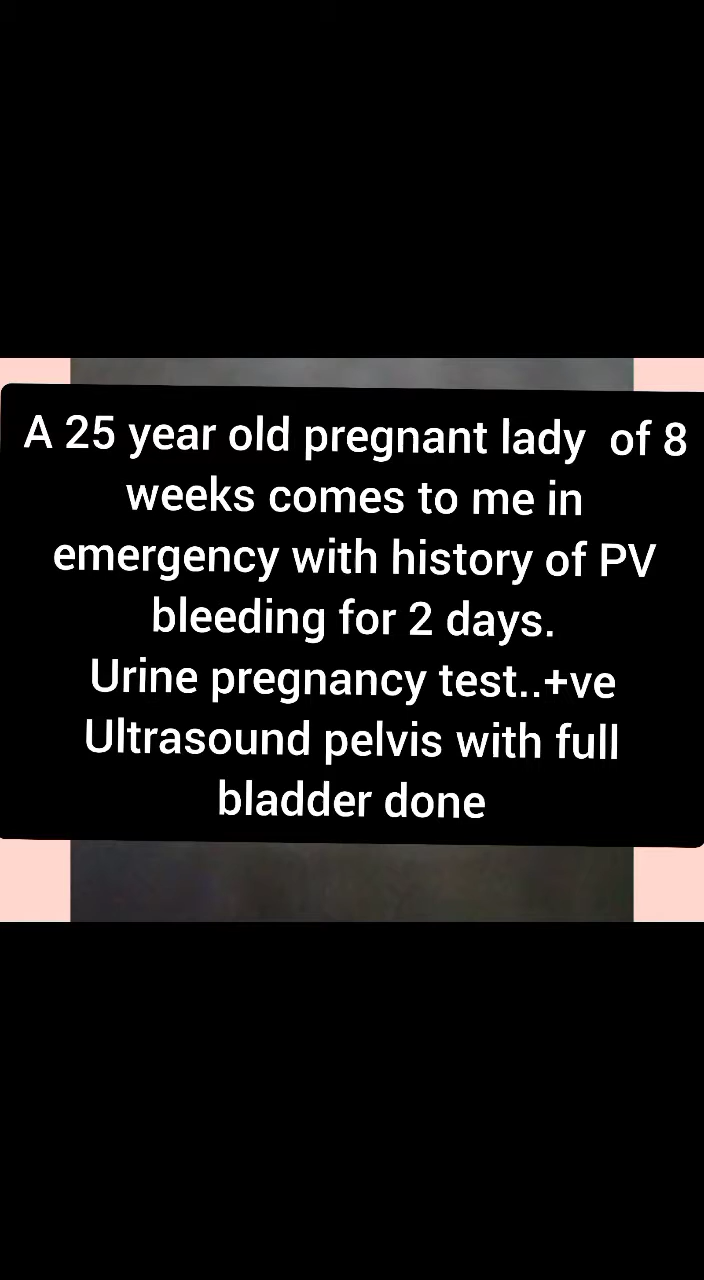 A 25 year old pregnant lady  of 8
weeks comes to me in
emergency with history of PV
bleeding for 2 days.
Urine pregnancy test..+ve
Ultrasound pelvis with full
bladder done